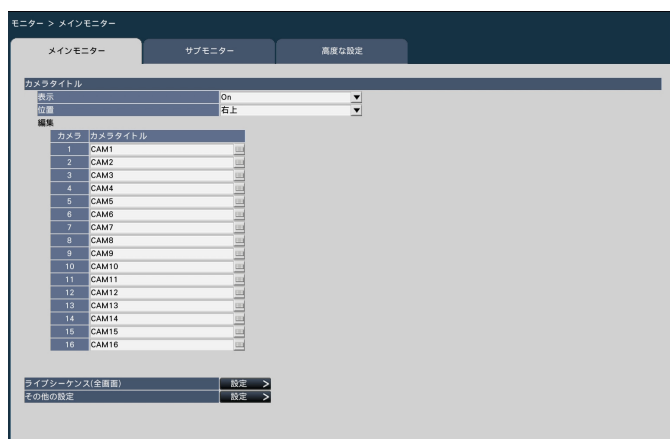 モニター > メインモニター
メインモニター サブモニター 高度な設定
カメラタイトル
表示 On
位置 右上
編集
カメラ カメラタイトル
1 CAM1
2 CAM2
3 CAM3
4 CAM4
5 CAM5
6 CAM6
7 CAM7
8 CAM8
9 CAM9
10 CAM10
11 CAM11
12 CAM12
13 CAM13
14 CAM14
15 CAM15
16 CAM16
ライブシーケンス(全画面) 設定 >
その他の設定 設定 >